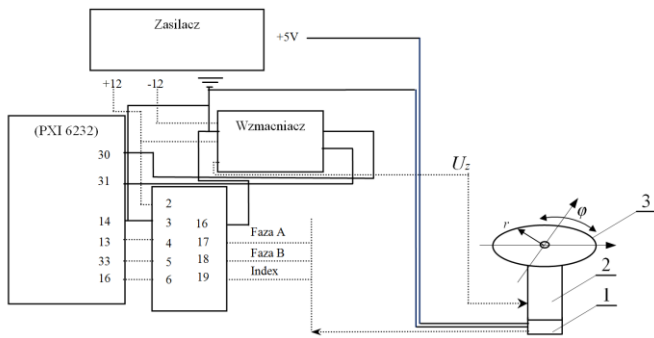 Zasilacz
+5V
+12
-12
(PXI 6232)
Wzmacniacz
30
31
14
13
33
16
2
3
4
5
6
16
17
18
19
Faza A
Faza B
Index
Uz
r
φ
3
2
1